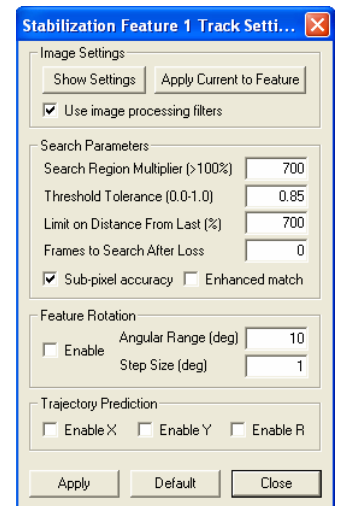 Stabilization Feature 1 Track Setti...
Image Settings
Show Settings Apply Current to Feature
Use image processing filters
Search Parameters
Search Region Multiplier (>100%) 700
Threshold Tolerance (0.0-1.0) 0.85
Limit on Distance From Last (%) 700
Frames to Search After Loss 0
Sub-pixel accuracy Enhanced match
Feature Rotation
Angular Range (deg) 10
Enable
Step Size (deg) 1
Trajectory Prediction
Enable X Enable Y Enable R
Apply Default Close